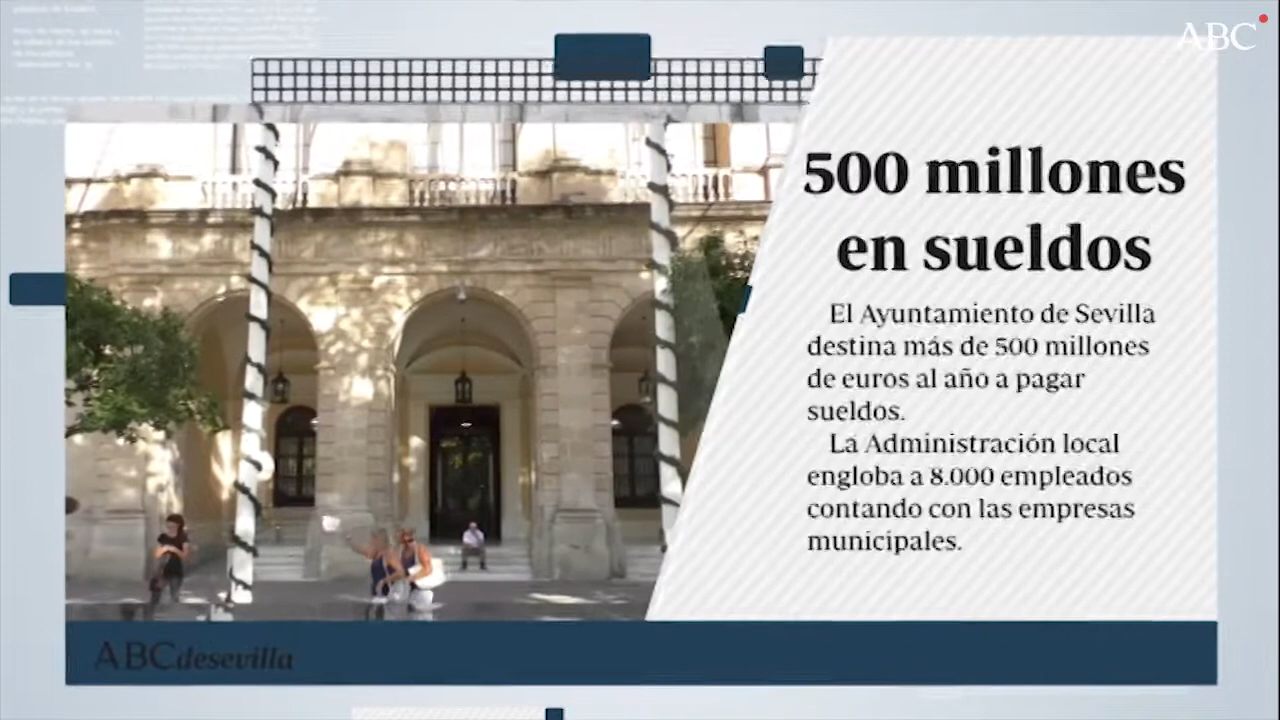 ABC
500 millones
en sueldos
El Ayuntamiento de Sevilla
destina más de 500 millones
de euros al año a pagar
sueldos.
La Administración local
engloba a 8.000 empleados
contando con las empresas
municipales.
ABCdesevilla